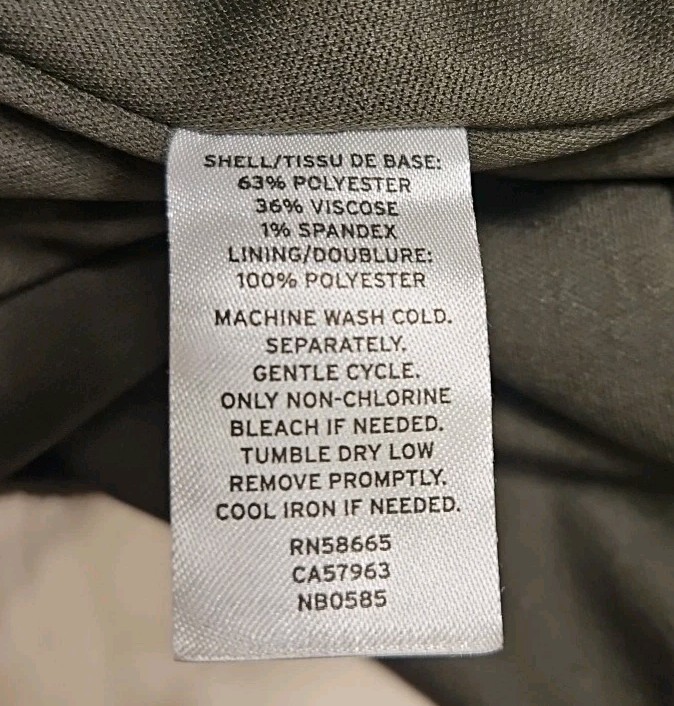 SHELL/TISSU DE BASE:
63% POLYESTER
36% VISCOSE
1% SPANDEX
LINING/DOUBLURE:
100% POLYESTER
MACHINE WASH COLD.
SEPARATELY.
GENTLE CYCLE.
ONLY NON-CHLORINE
BLEACH IF NEEDED.
TUMBLE DRY LOW
REMOVE PROMPTLY.
COOL IRON IF NEEDED.
RN58665
CA57963
NB0585